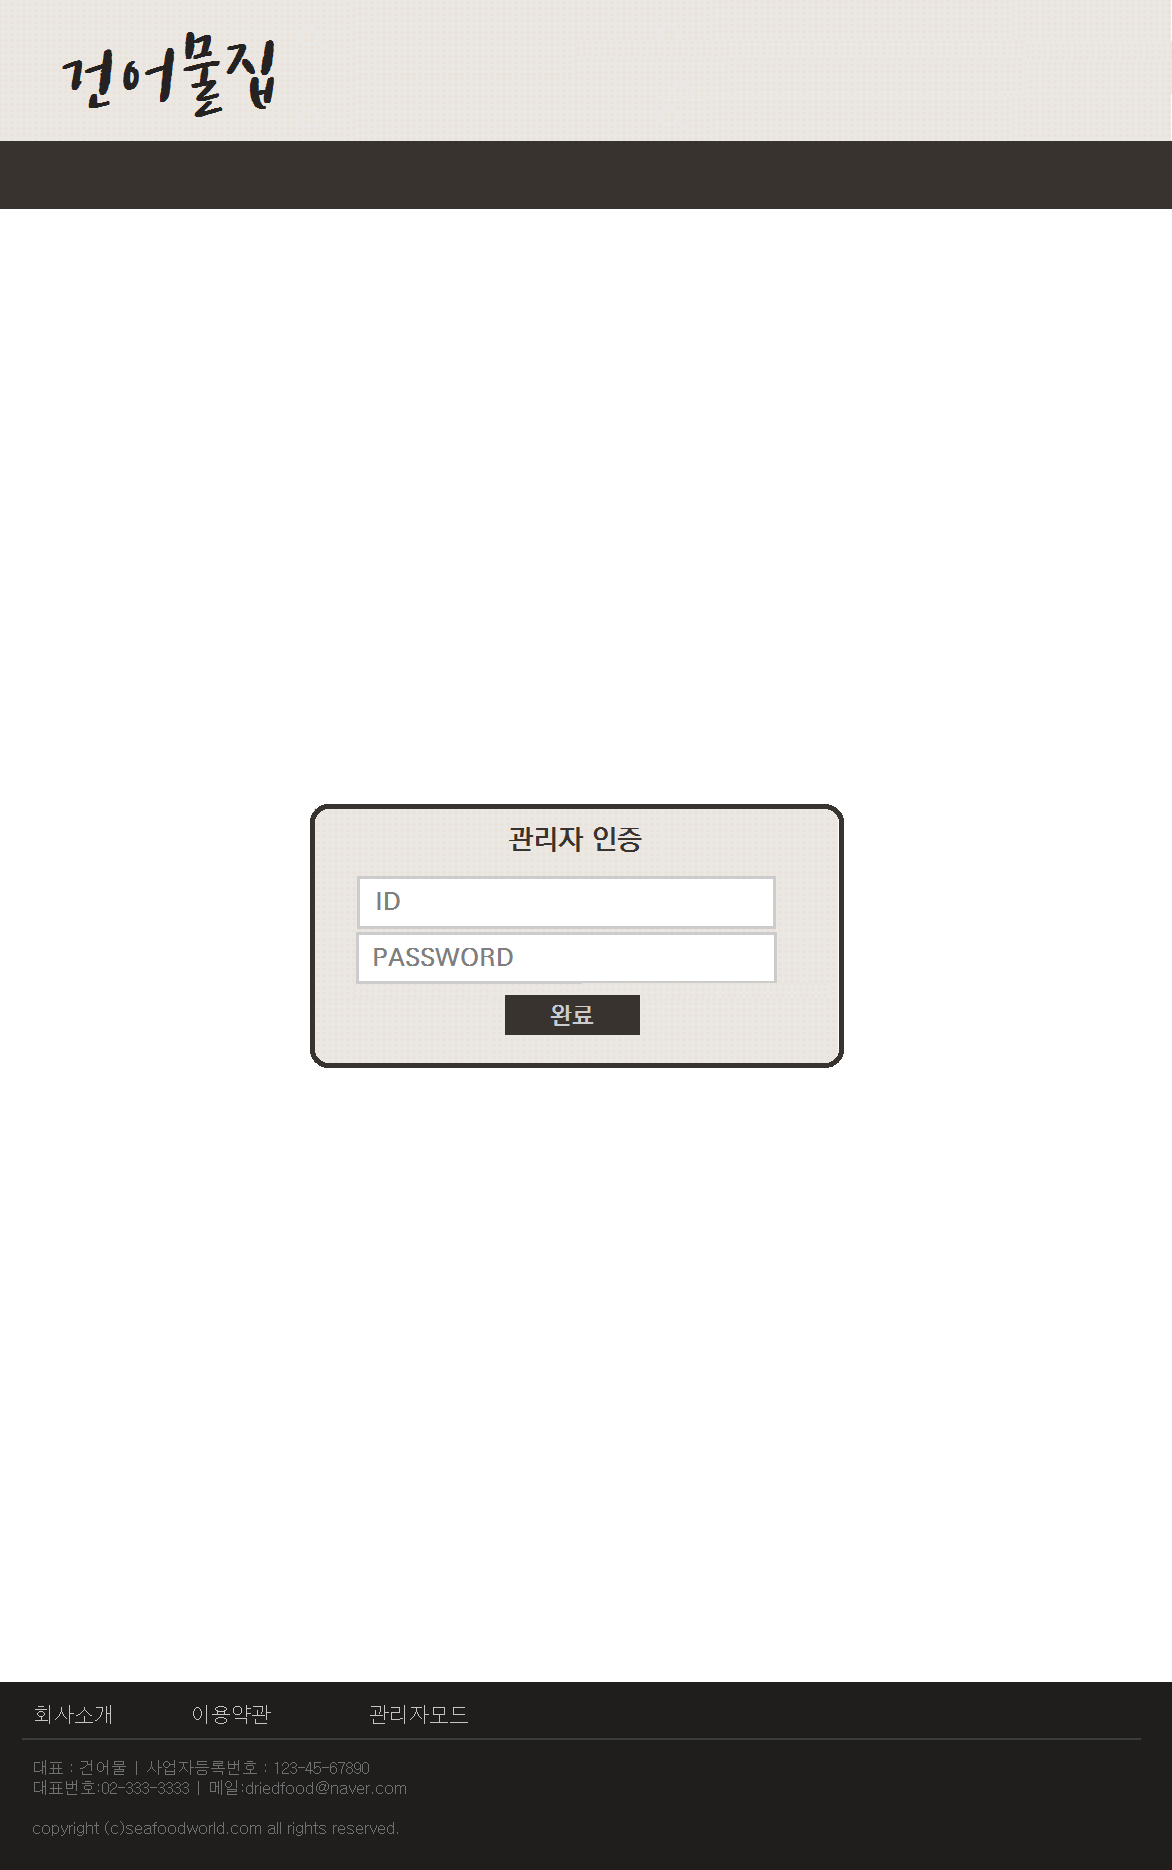 건어물집
관리자 인증
ID
PASSWORD
완료
회사소개 이용약관 관리자모드
대표 : 건어물 | 사업자등록번호 : 123-45-67890
대표번호:02-333-3333 | 메일:driedfood@naver.com
copyright (c)seafoodworld.com all rights reserved.